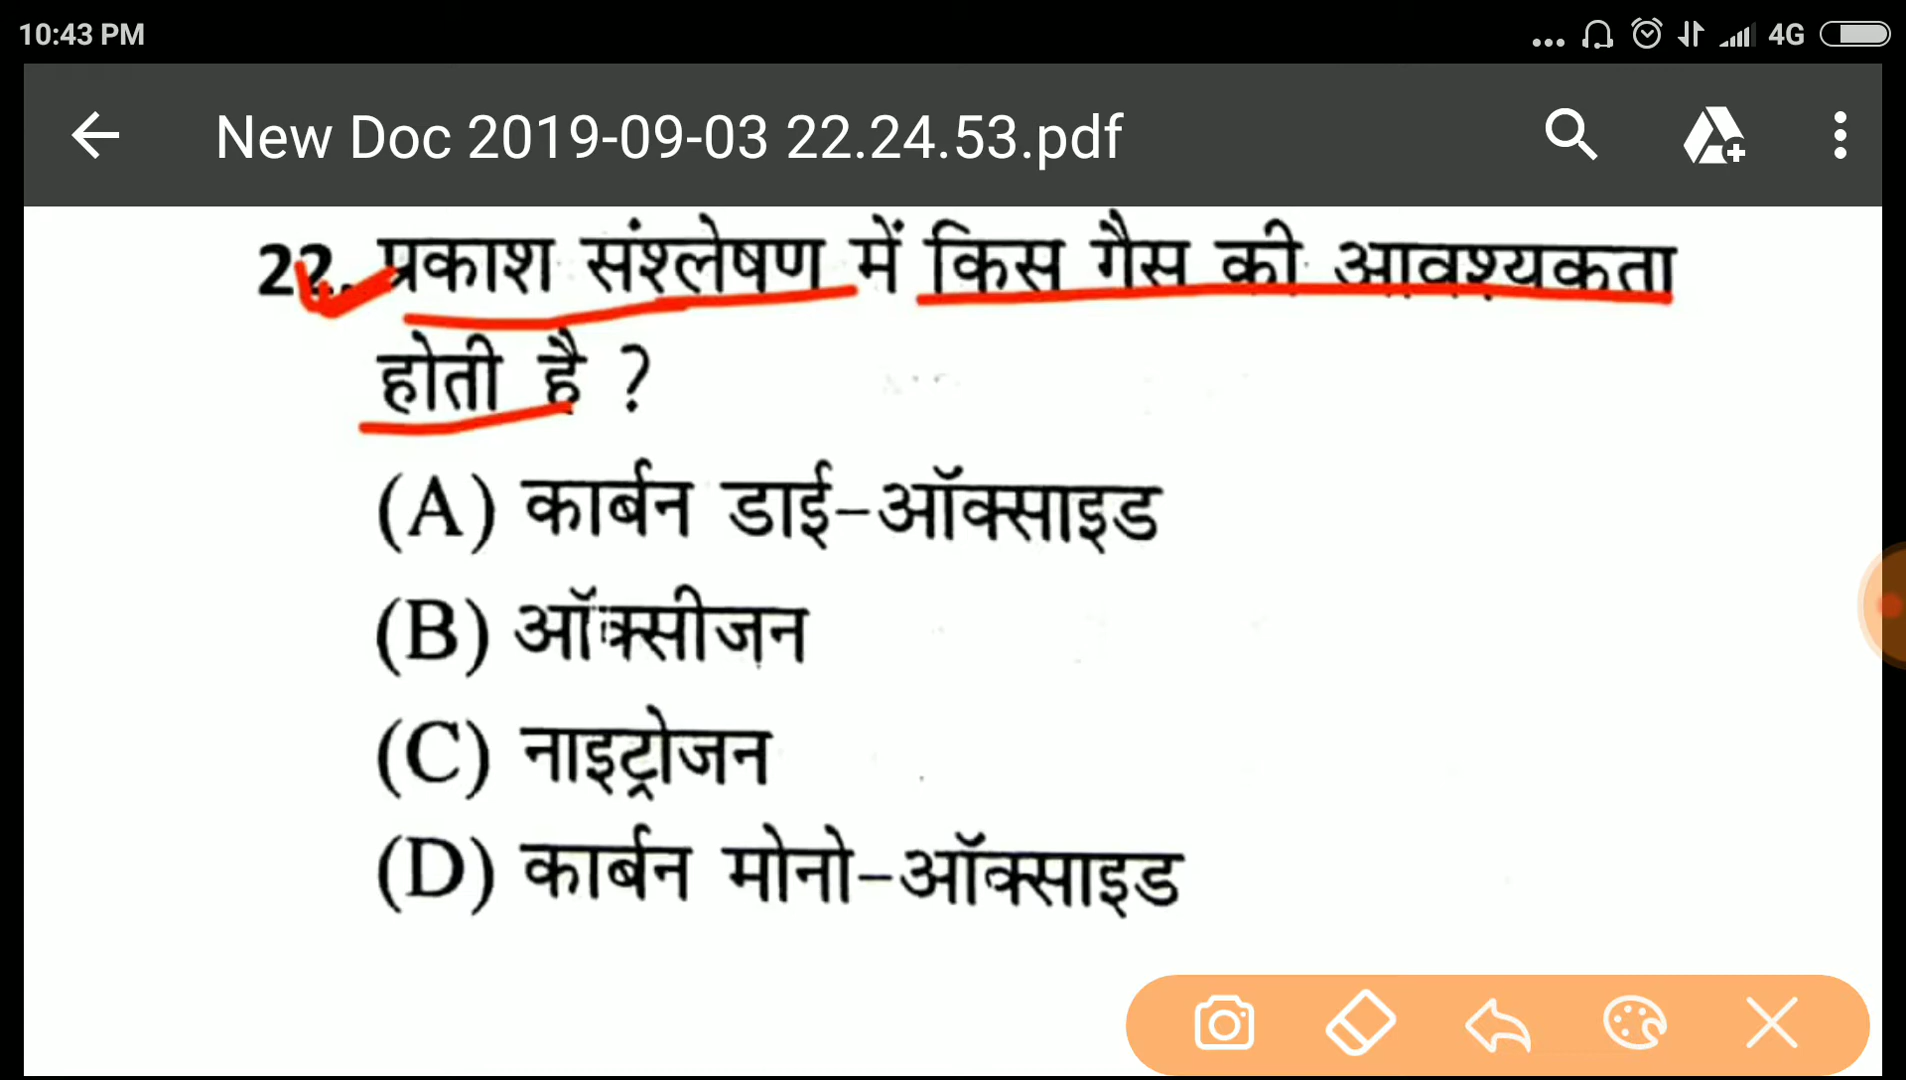 10:43 PM
4G
New Doc 2019-09-03 22.24.53.pdf
22. प्रकाश संश्लेषण में किस गैस की आवश्यकता
होती है ?
(A) कार्बन डाई-ऑक्साइड
(B) ऑक्सीजन
(C) नाइट्रोजन
(D) कार्बन मोनो-ऑक्साइड